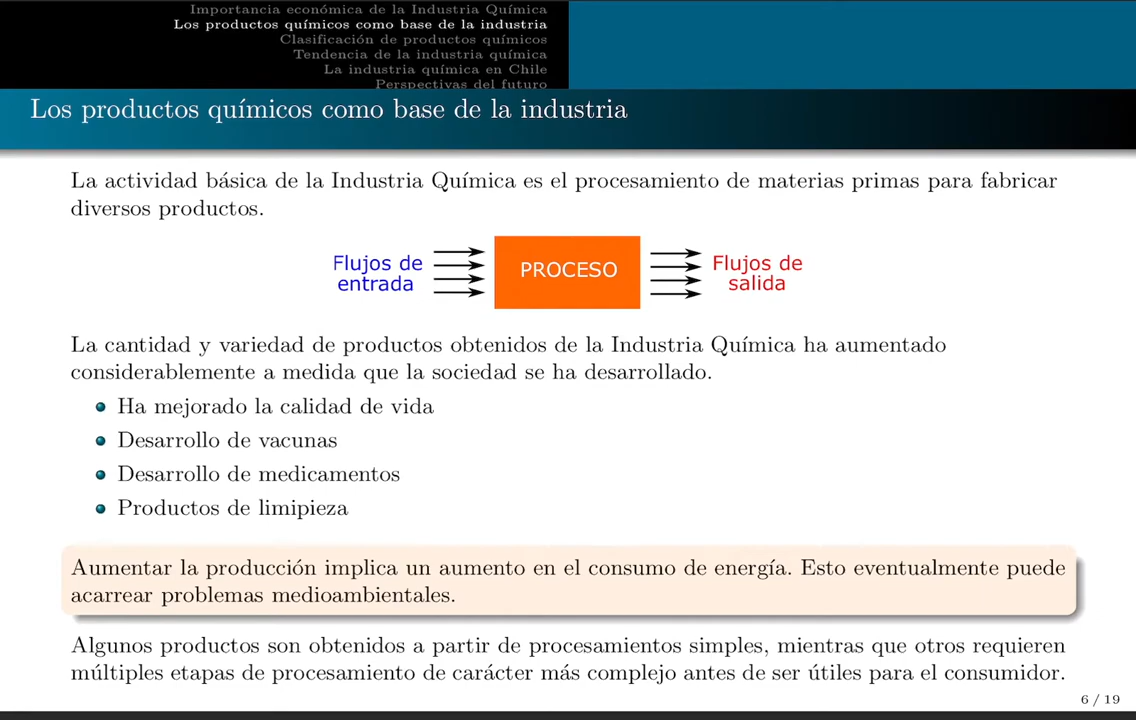 Importancia económica de la Industria Química
Los productos químicos como base de la industria
Clasificación de productos químicos
Tendencia de la industria química
La industria química en Chile
Perspectivas del futuro
Los productos químicos como base de la industria
La actividad básica de la Industria Química es el procesamiento de materias primas para fabricar
diversos productos.
Flujos de
entrada
PROCESO
Flujos de
salida
La cantidad y variedad de productos obtenidos de la Industria Química ha aumentado
considerablemente a medida que la sociedad se ha desarrollado.
Ha mejorado la calidad de vida
Desarrollo de vacunas
Desarrollo de medicamentos
Productos de limipieza
Aumentar la producción implica un aumento en el consumo de energía. Esto eventualmente puede
acarrear problemas medioambientales.
Algunos productos son obtenidos a partir de procesamientos simples, mientras que otros requieren
múltiples etapas de procesamiento de carácter más complejo antes de ser útiles para el consumidor.
6 / 19